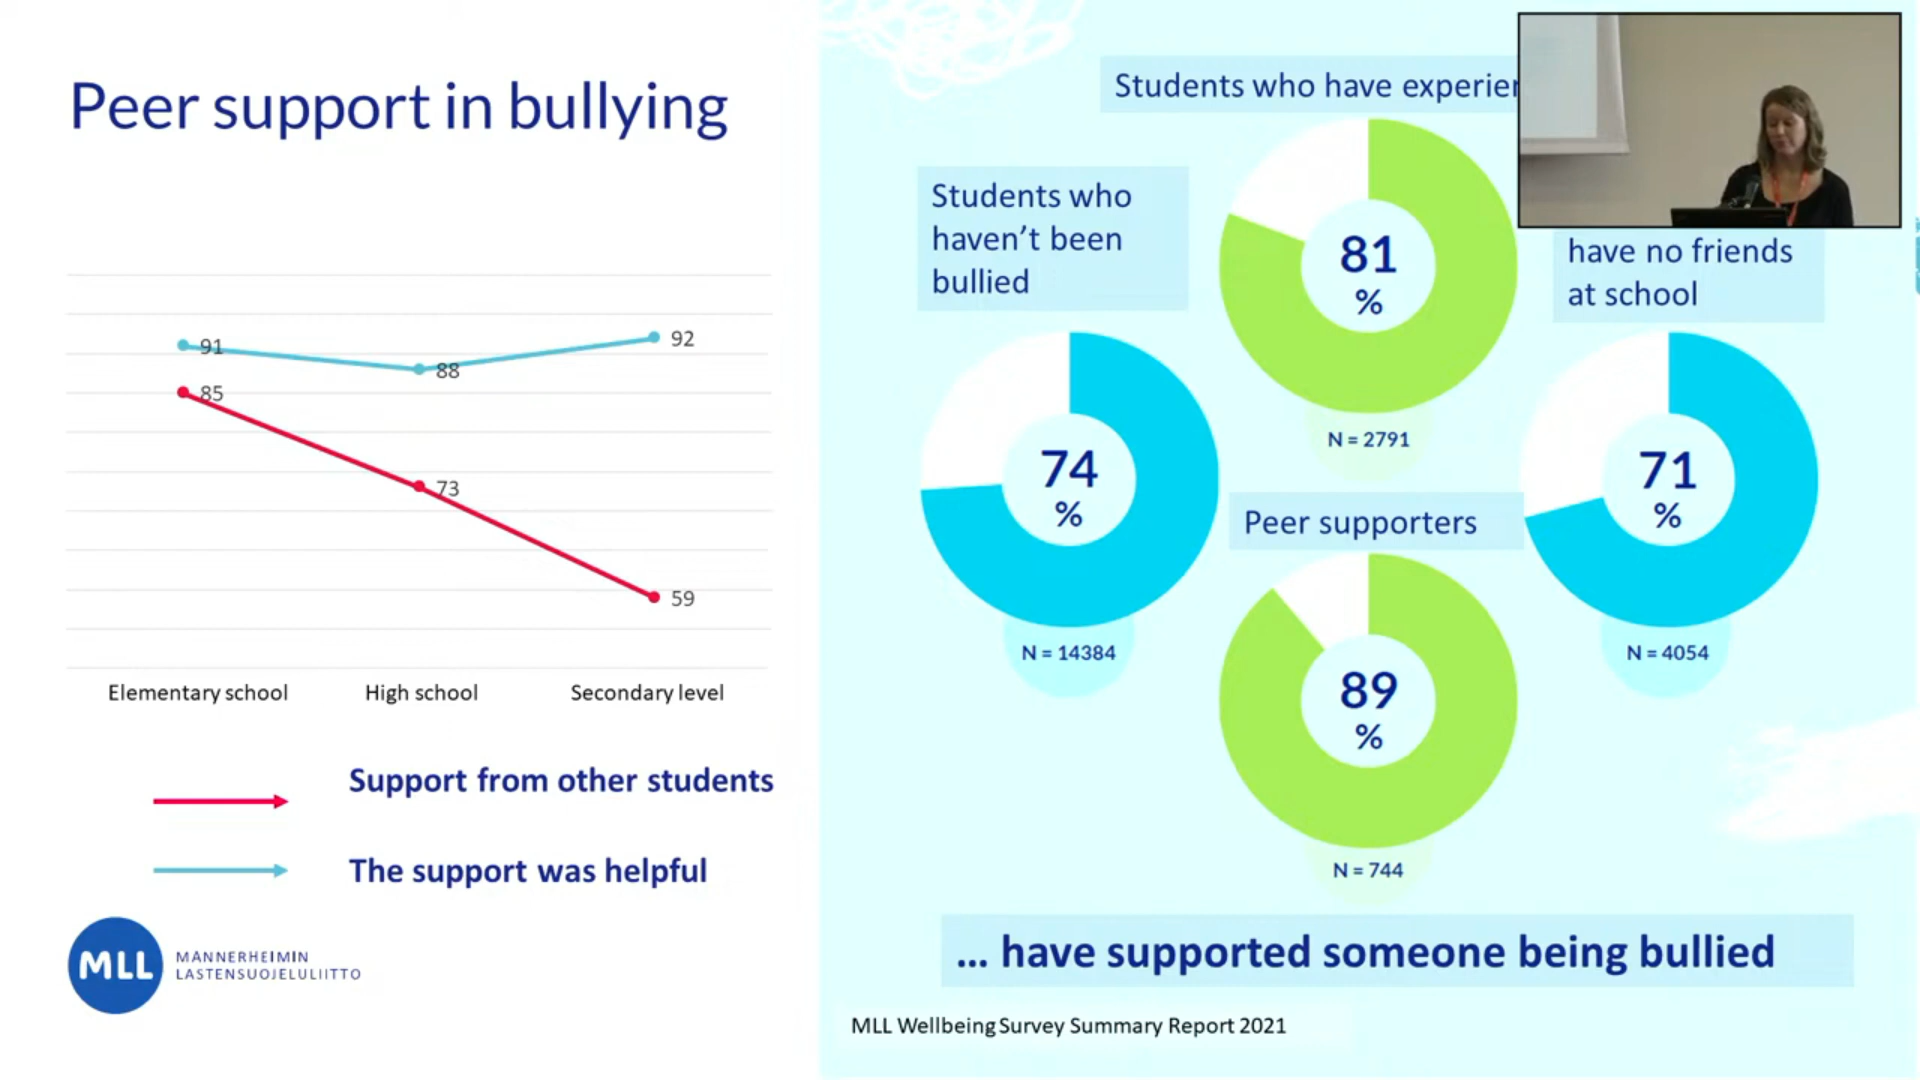 Peer support in bullying
91
88
92
85
73
59
Elementary school
High school
Secondary level
Support from other students
The support was helpful
MLL
MANNERHEIMIN
LASTENSUOJELULIITTO
Students who have
Students who
haven't been
bullied
81
%
N = 2791
have no friends
at school
74
%
N = 14384
71
%
N = 4054
Peer supporters
89
%
N = 744
... have supported someone being bullied
MLL Wellbeing Survey Summary Report 2021